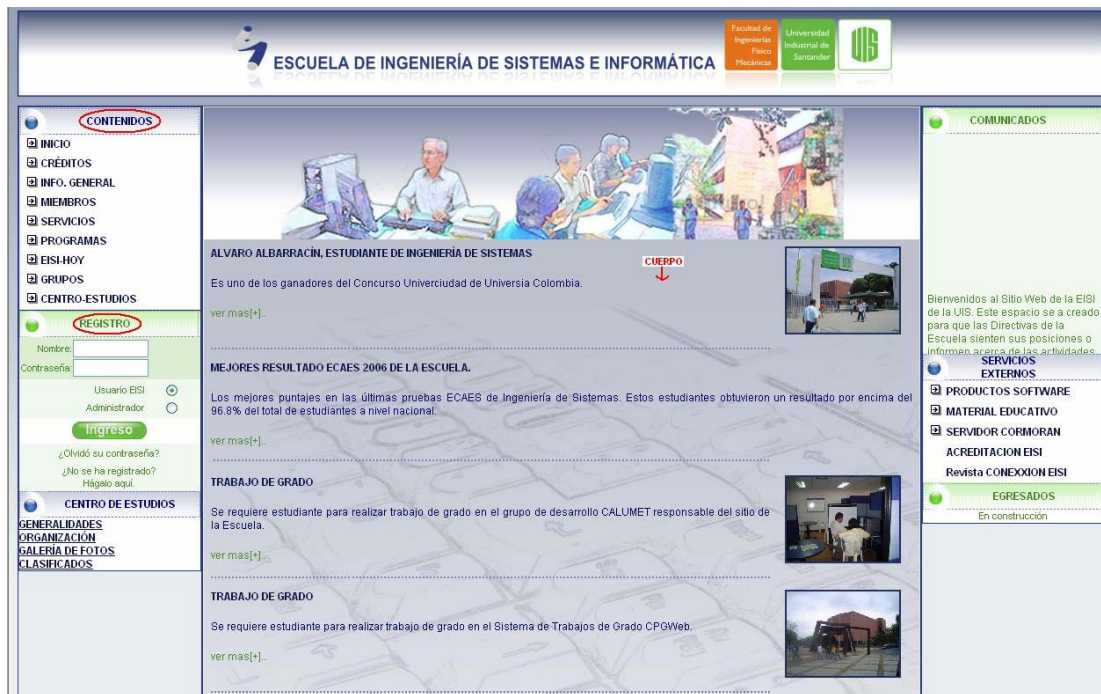 ESCUELA DE INGENIERÍA DE SISTEMAS E INFORMÁTICA
Facultad de
Ingenierías
Físico
Mecánicas
Universidad
Industrial de
Santander
UIS
CONTENIDOS
INICIO
CRÉDITOS
INFO. GENERAL
MIEMBROS
SERVICIOS
PROGRAMAS
EISI-HOY
GRUPOS
CENTRO-ESTUDIOS
REGISTRO
Nombre:
Contraseña:
Usuario EISI
Administrador
Ingreso
¿Olvidó su contraseña?
¿No se ha registrado?
Hágalo aquí.
CENTRO DE ESTUDIOS
GENERALIDADES
ORGANIZACIÓN
GALERÍA DE FOTOS
CLASIFICADOS
ALVARO ALBARRACÍN, ESTUDIANTE DE INGENIERÍA DE SISTEMAS
CUERPO
Es uno de los ganadores del Concurso Univerciudad de Universia Colombia.
ver mas[+]..
MEJORES RESULTADO ECAES 2006 DE LA ESCUELA.
Los mejores puntajes en las últimas pruebas ECAES de Ingeniería de Sistemas. Estos estudiantes obtuvieron un resultado por encima del
96.8% del total de estudiantes a nivel nacional.
ver mas[+]..
TRABAJO DE GRADO
Se requiere estudiante para realizar trabajo de grado en el grupo de desarrollo CALUMET responsable del sitio de
la Escuela.
ver mas[+]..
TRABAJO DE GRADO
Se requiere estudiante para realizar trabajo de grado en el Sistema de Trabajos de Grado CPGWeb.
ver mas[+]..
COMUNICADOS
Bienvenidos al Sitio Web de la EISI
de la UIS. Este espacio se a creado
para que las Directivas de la
Escuela sienten sus posiciones o
informen acerca de las actividades
SERVICIOS
EXTERNOS
PRODUCTOS SOFTWARE
MATERIAL EDUCATIVO
SERVIDOR CORMORAN
ACREDITACION EISI
Revista CONEXXION EISI
EGRESADOS
En construcción